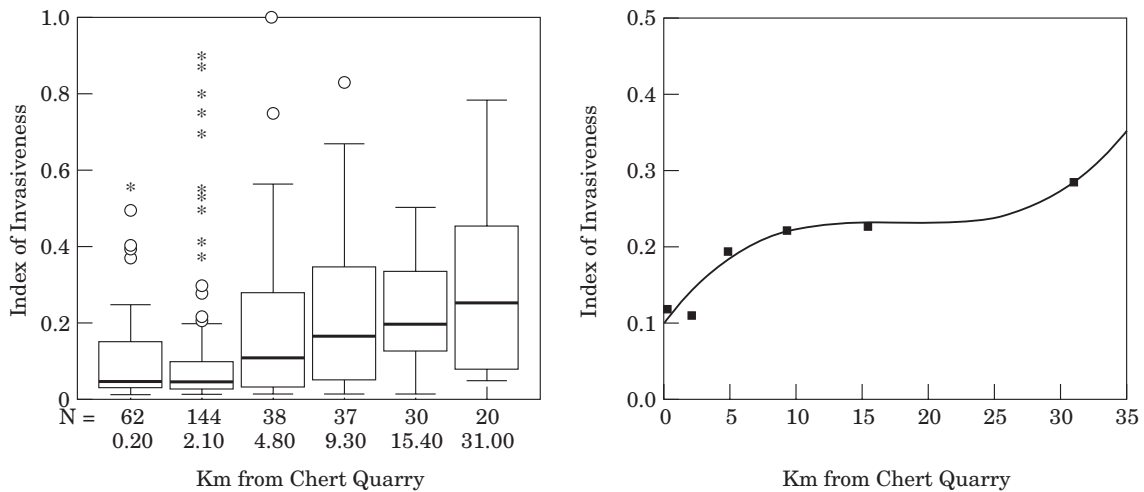 Index of Invasiveness
1.0
0.8
0.6
0.4
0.2
0
N = 62 144 38 37 30 20
0.20 2.10 4.80 9.30 15.40 31.00
Km from Chert Quarry
Index of Invasiveness
0.5
0.4
0.3
0.2
0.1
0.0
0 5 10 15 20 25 30 35
Km from Chert Quarry